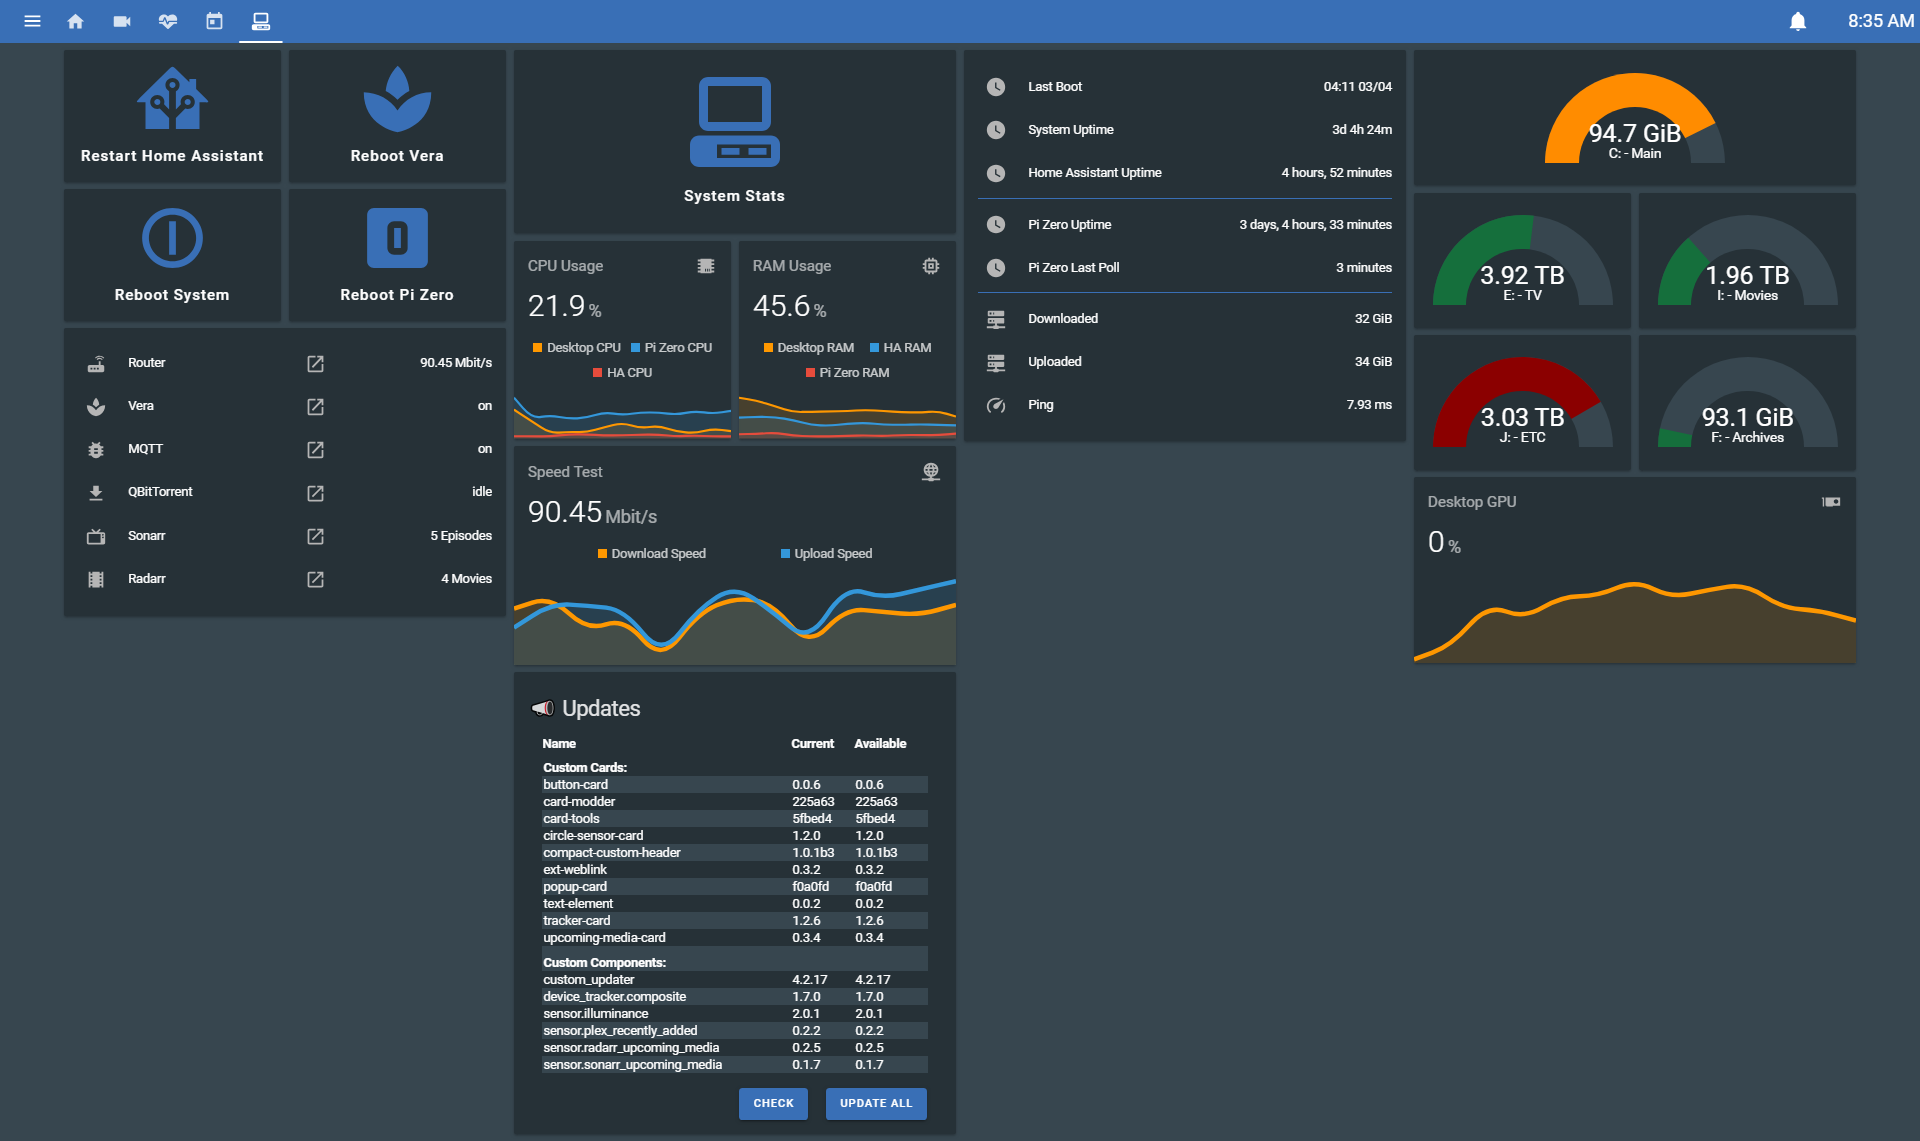 8:35 AM
Restart Home Assistant
Reboot Vera
Reboot System
Reboot Pi Zero
Router 90.45 Mbit/s
Vera on
MQTT on
QBitTorrent idle
Sonarr 5 Episodes
Radarr 4 Movies
System Stats
CPU Usage
21.9 %
Desktop CPU Pi Zero CPU
HA CPU
RAM Usage
45.6 %
Desktop RAM HA RAM
Pi Zero RAM
Speed Test
90.45 Mbit/s
Download Speed Upload Speed
Updates
Name Current Available
Custom Cards:
button-card 0.0.6 0.0.6
card-modder 225a63 225a63
card-tools 5fbed4 5fbed4
circle-sensor-card 1.2.0 1.2.0
compact-custom-header 1.0.1b3 1.0.1b3
ext-weblink 0.3.2 0.3.2
popup-card f0a0fd f0a0fd
text-element 0.0.2 0.0.2
tracker-card 1.2.6 1.2.6
upcoming-media-card 0.3.4 0.3.4
Custom Components:
custom_updater 4.2.17 4.2.17
device_tracker.composite 1.7.0 1.7.0
sensor.illuminance 2.0.1 2.0.1
sensor.plex_recently_added 0.2.2 0.2.2
sensor.radarr_upcoming_media 0.2.5 0.2.5
sensor.sonarr_upcoming_media 0.1.7 0.1.7
CHECK UPDATE ALL
Last Boot 04:11 03/04
System Uptime 3d 4h 24m
Home Assistant Uptime 4 hours, 52 minutes
Pi Zero Uptime 3 days, 4 hours, 33 minutes
Pi Zero Last Poll 3 minutes
Downloaded 32 GiB
Uploaded 34 GiB
Ping 7.93 ms
94.7 GiB
C: - Main
3.92 TB
E: - TV
1.96 TB
I: - Movies
3.03 TB
J: - ETC
93.1 GiB
F: - Archives
Desktop GPU
0 %